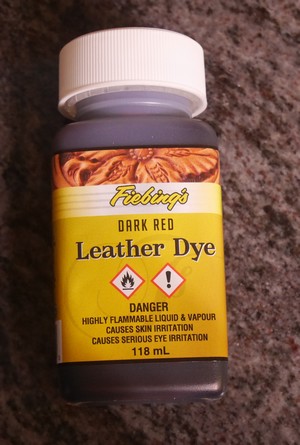 Fiebing's
DARK RED
Leather Dye
DANGER
HIGHLY FLAMMABLE LIQUID & VAPOUR
CAUSES SKIN IRRITATION
CAUSES SERIOUS EYE IRRITATION
118 mL